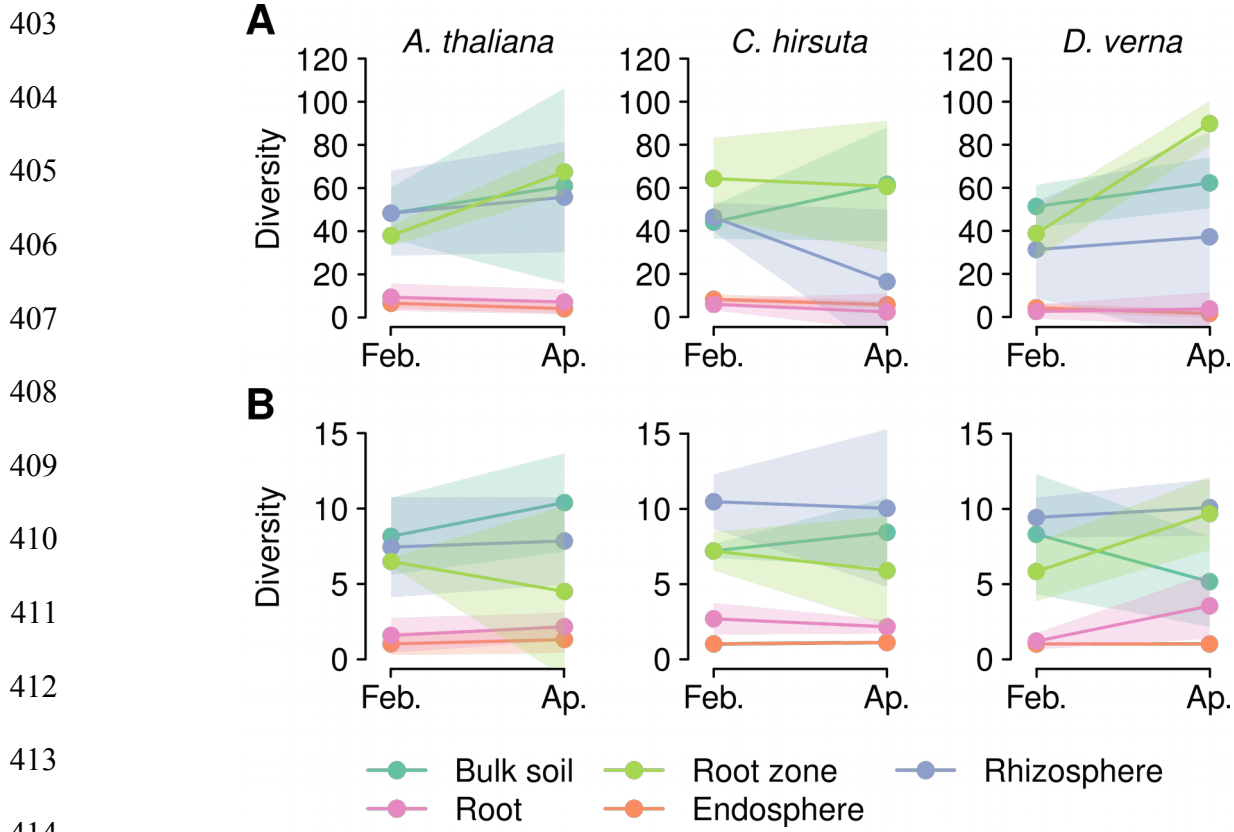 403
A
A. thaliana C. hirsuta D. verna
120 120 120
404
100 100 100
80 80 80
405
60 60 60
Diversity
406
40 40 40
20 20 20
407
0 0 0
Feb. Ap. Feb. Ap. Feb. Ap.
408
B
15 15 15
409
10 10 10
410
Diversity
5 5 5
411
0 0 0
412
Feb. Ap. Feb. Ap. Feb. Ap.
413
Bulk soil Root zone Rhizosphere
Root Endosphere
414